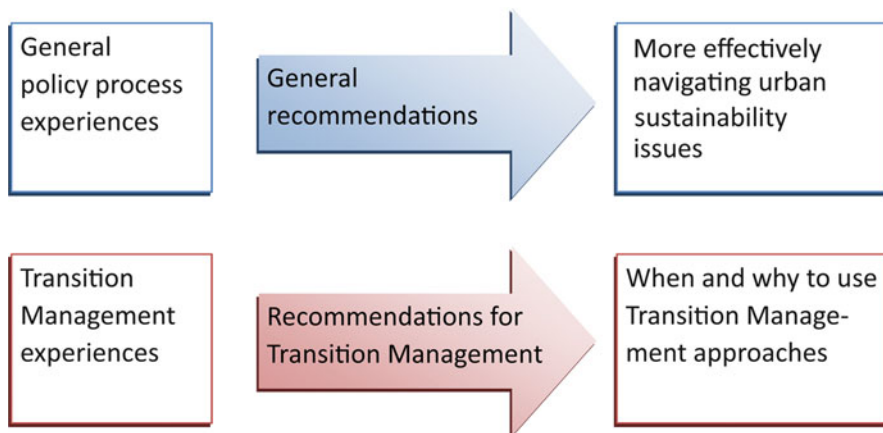 General
policy process
experiences
General
recommendations
More effectively
navigating urban
sustainability
issues
Transition
Management
experiences
Recommendations for
Transition Management
When and why to use
Transition Manage-
ment approaches